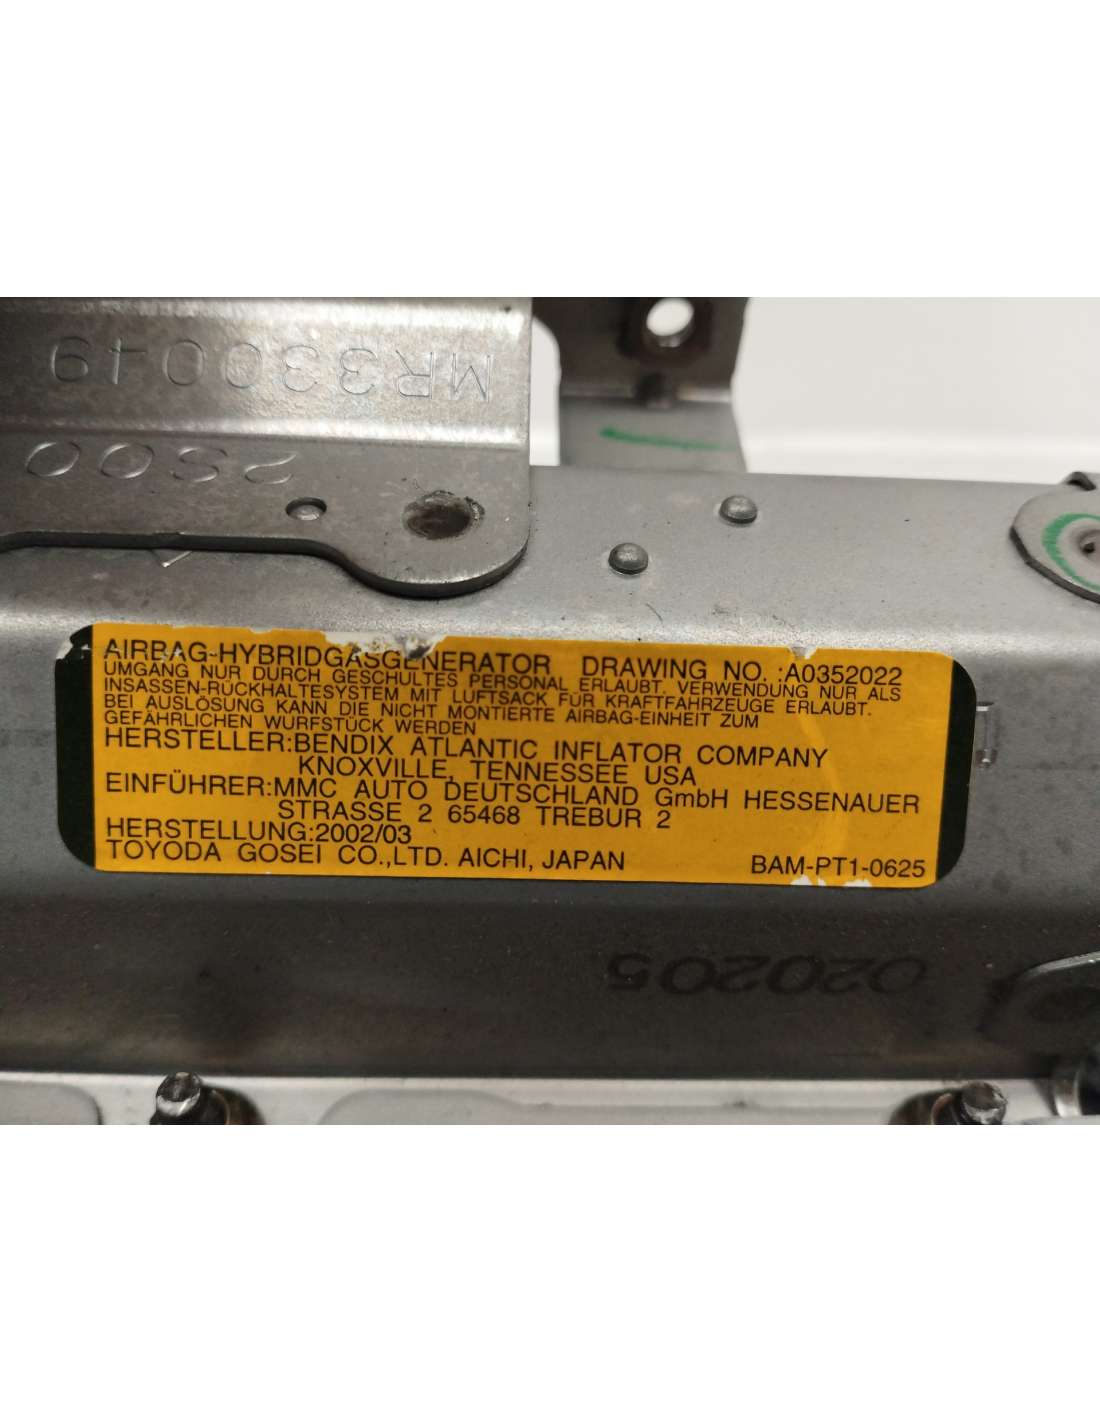 MR330049
2S00
AIRBAG-HYBRIDGASGENERATOR DRAWING NO. :A0352022
UMGANG NUR DURCH GESCHULTES PERSONAL ERLAUBT. VERWENDUNG NUR ALS
INSASSEN-RÜCKHALTESYSTEM MIT LUFTSACK FÜR KRAFTFAHRZEUGE ERLAUBT.
BEI AUSLÖSUNG KANN DIE NICHT MONTIERTE AIRBAG-EINHEIT ZUM
GEFÄHRLICHEN WURFSTÜCK WERDEN
HERSTELLER:BENDIX ATLANTIC INFLATOR COMPANY
KNOXVILLE, TENNESSEE USA
EINFÜHRER:MMC AUTO DEUTSCHLAND GmbH HESSENAUER
STRASSE 2 65468 TREBUR 2
HERSTELLUNG:2002/03
TOYODA GOSEI CO.,LTD. AICHI, JAPAN BAM-PT1-0625
020205